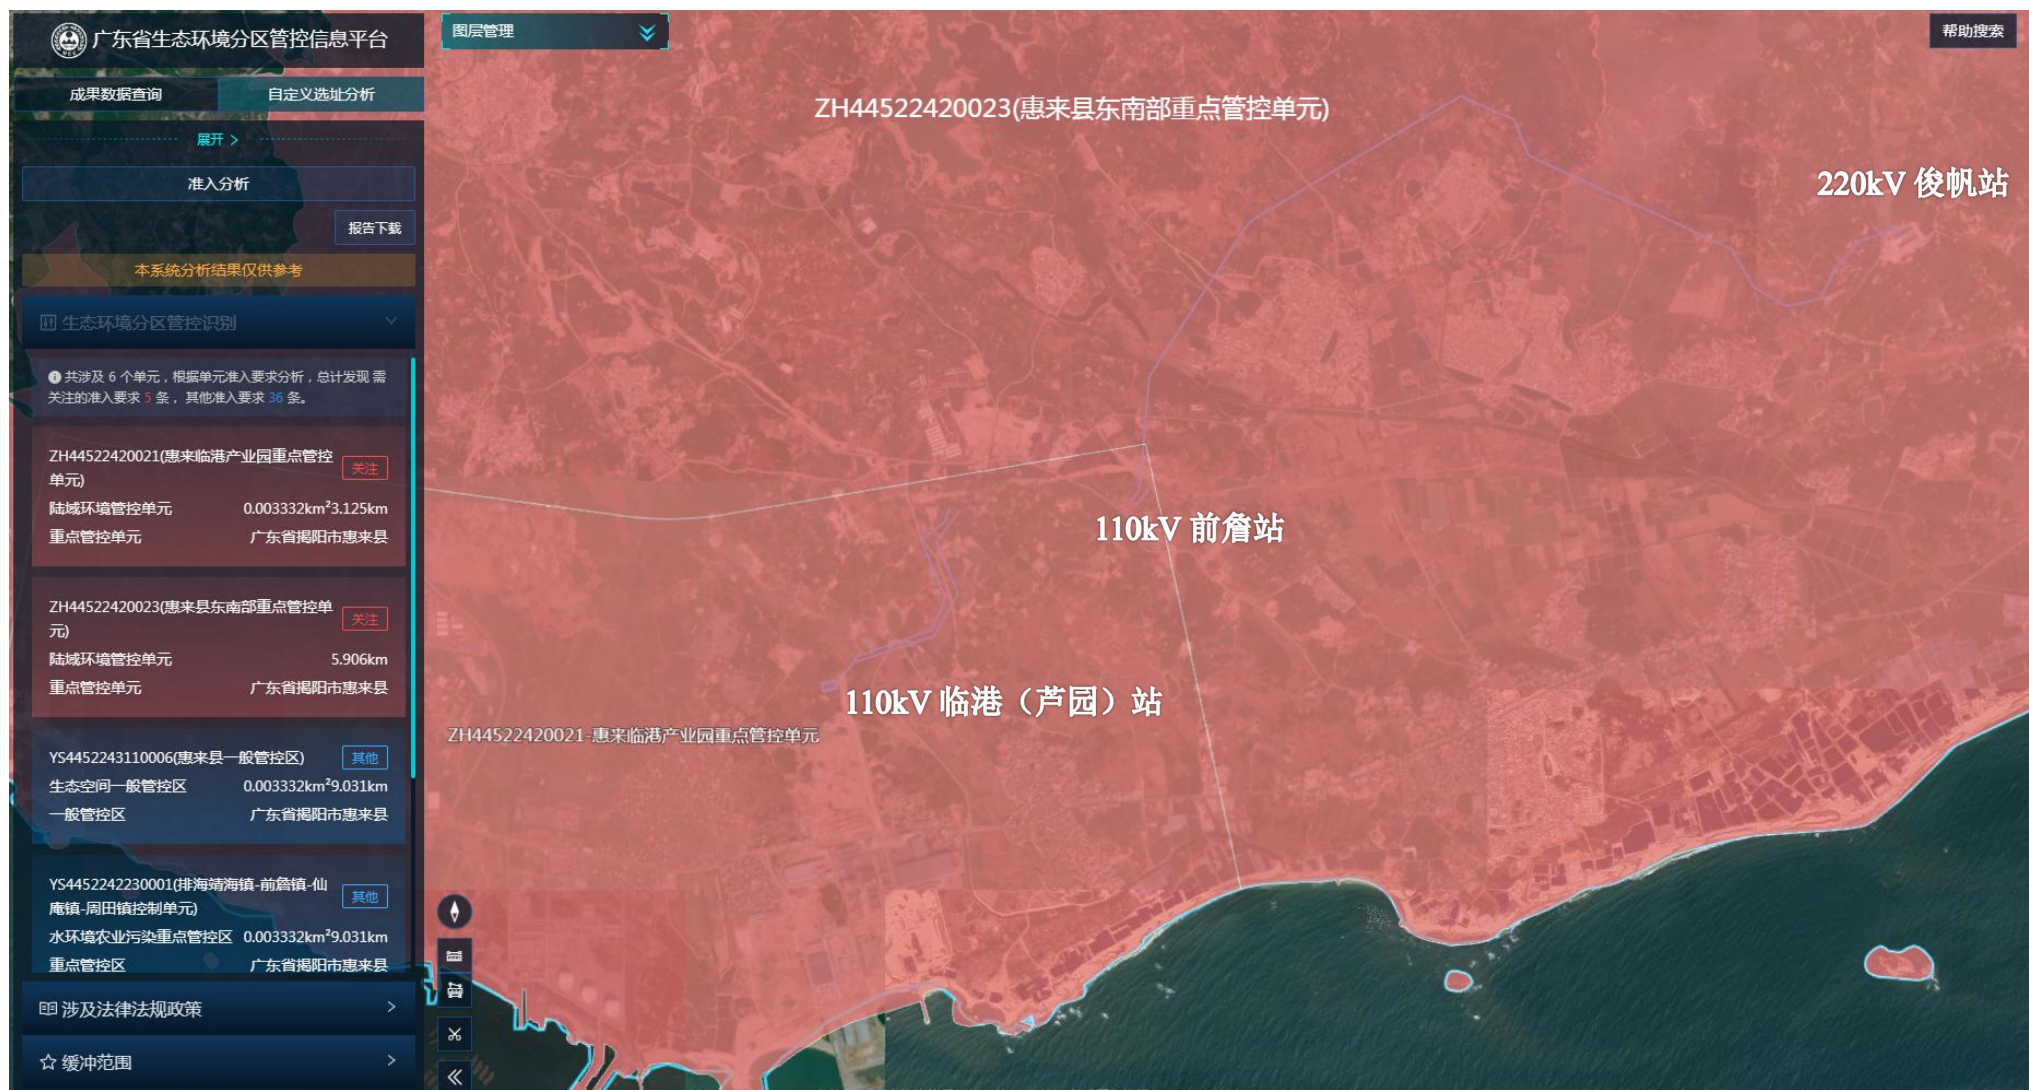 广东省生态环境分区管控信息平台
成果数据查询
自定义选址分析
展开 >
准入分析
报告下载
本系统分析结果仅供参考
生态环境分区管控识别
共涉及 6 个单元，根据单元准入要求分析，总计发现 需
关注的准入要求 5 条， 其他准入要求 36 条。
ZH44522420021(惠来临港产业园重点管控
单元)
关注
陆域环境管控单元 0.003332km²3.125km
重点管控单元 广东省揭阳市惠来县
ZH44522420023(惠来县东南部重点管控单
元)
关注
陆域环境管控单元 5.906km
重点管控单元 广东省揭阳市惠来县
YS4452243110006(惠来县一般管控区)
其他
生态空间一般管控区 0.003332km²9.031km
一般管控区 广东省揭阳市惠来县
YS4452242230001(排海靖海镇-前詹镇-仙
庵镇-周田镇控制单元)
其他
水环境农业污染重点管控区 0.003332km²9.031km
重点管控区 广东省揭阳市惠来县
涉及法律法规政策
缓冲范围
图层管理
帮助搜索
ZH44522420023(惠来县东南部重点管控单元)
220kV 俊帆站
110kV 前詹站
110kV 临港（芦园）站
ZH44522420021-惠来临港产业园重点管控单元